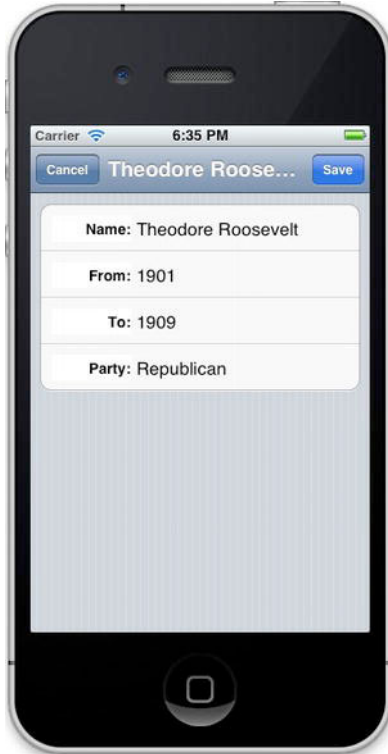 Carrier 6:35 PM
Cancel Theodore Roose... Save
Name: Theodore Roosevelt
From: 1901
To: 1909
Party: Republican